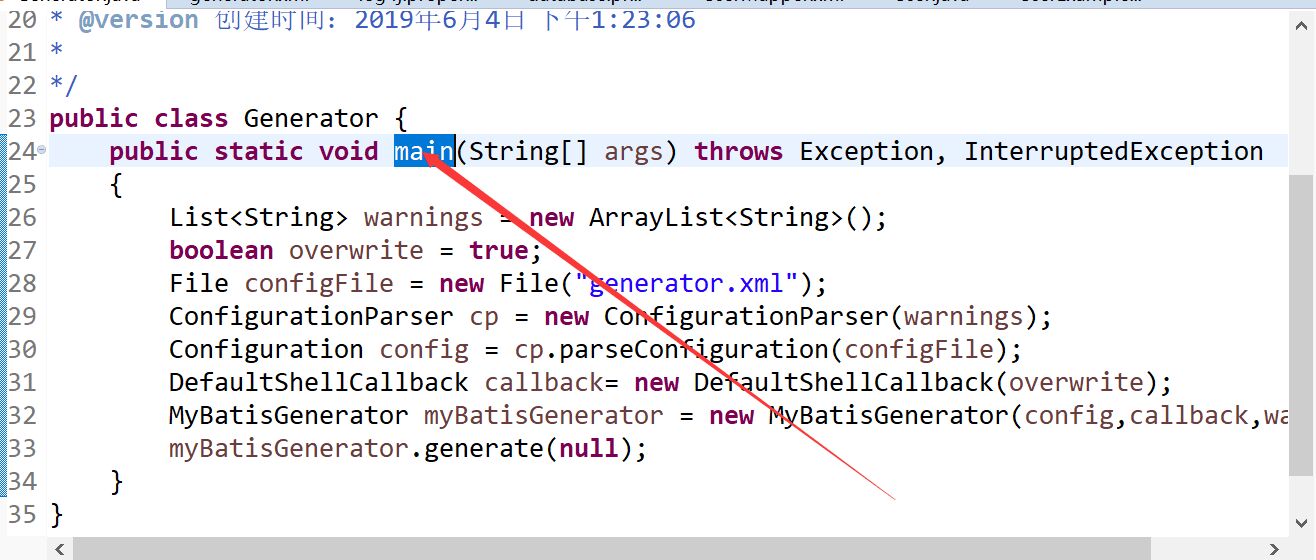 20 * @version 创建时间：2019年6月4日 下午1:23:06
21 *
22 */
23 public class Generator {
24 public static void main(String[] args) throws Exception, InterruptedException
25 {
26 List<String> warnings = new ArrayList<String>();
27 boolean overwrite = true;
28 File configFile = new File("generator.xml");
29 ConfigurationParser cp = new ConfigurationParser(warnings);
30 Configuration config = cp.parseConfiguration(configFile);
31 DefaultShellCallback callback= new DefaultShellCallback(overwrite);
32 MyBatisGenerator myBatisGenerator = new MyBatisGenerator(config,callback,wa
33 myBatisGenerator.generate(null);
34 }
35 }